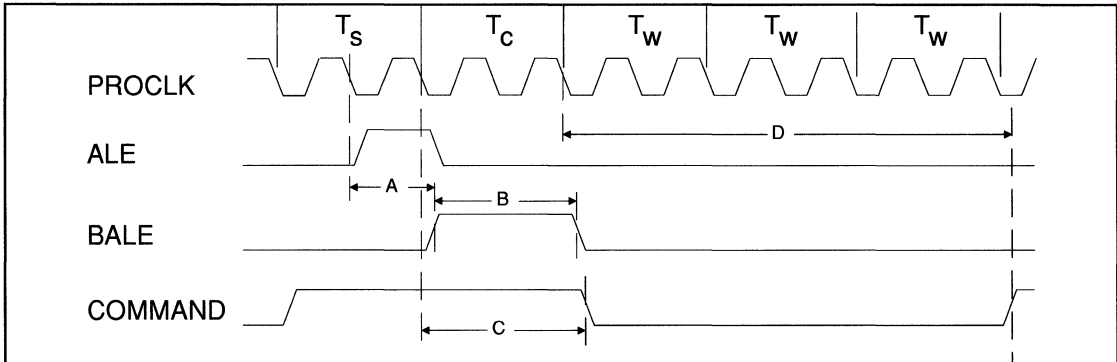 T_S T_C T_W T_W T_W
PROCLK
D
ALE
A
B
BALE
COMMAND
C